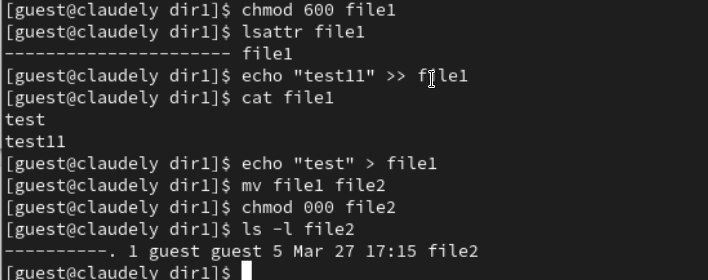 [guest@claudely dir1]$ chmod 600 file1
[guest@claudely dir1]$ lsattr file1
---------------------- file1
[guest@claudely dir1]$ echo "test11" >> file1
[guest@claudely dir1]$ cat file1
test
test11
[guest@claudely dir1]$ echo "test" > file1
[guest@claudely dir1]$ mv file1 file2
[guest@claudely dir1]$ chmod 000 file2
[guest@claudely dir1]$ ls -l file2
----------. 1 guest guest 5 Mar 27 17:15 file2
[guest@claudely dir1]$